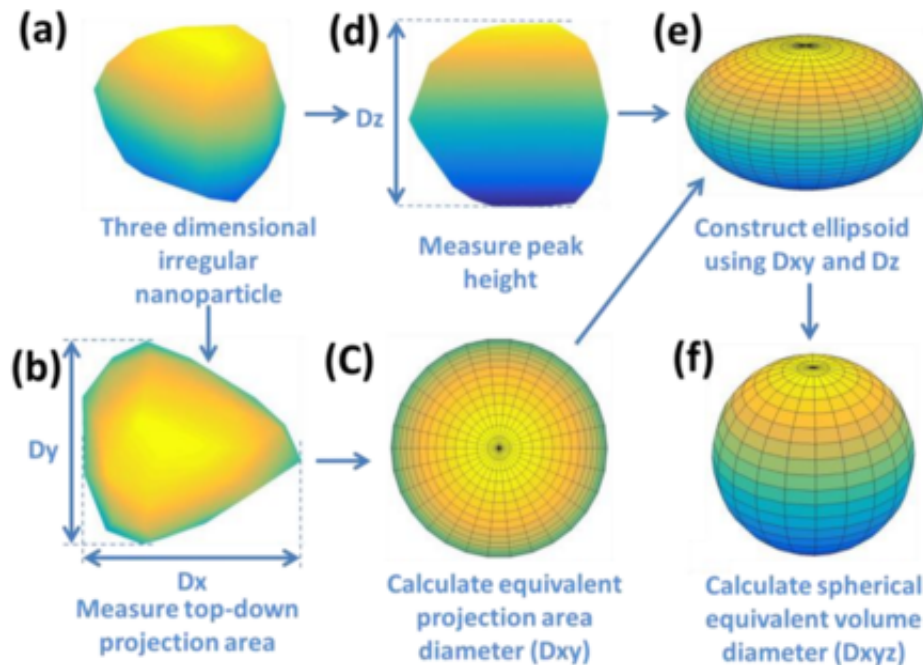 (a)
Three dimensional
irregular
nanoparticle
(d)
Dz
Measure peak
height
(e)
Construct ellipsoid
using Dxy and Dz
(b)
Dy
Dx
Measure top-down
projection area
(C)
Calculate equivalent
projection area
diameter (Dxy)
(f)
Calculate spherical
equivalent volume
diameter (Dxyz)